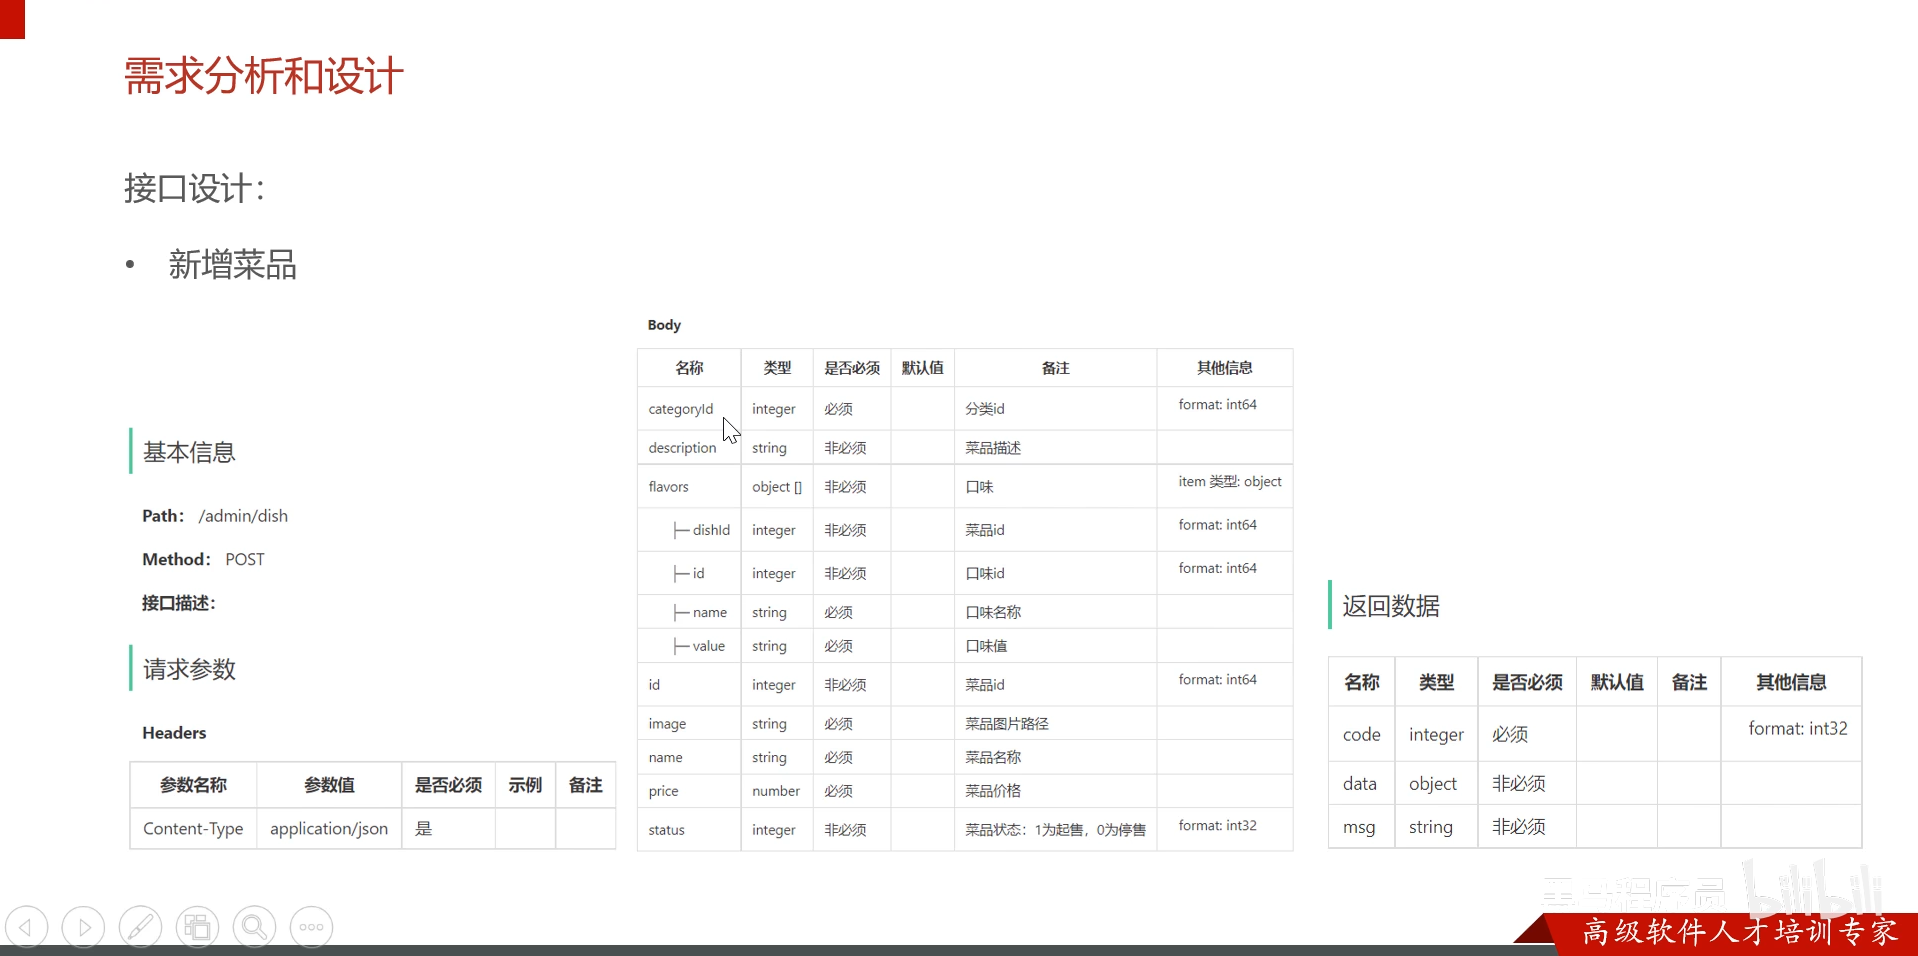 需求分析和设计
接口设计：
• 新增菜品
基本信息
Path： /admin/dish
Method： POST
接口描述：
请求参数
Headers
参数名称 参数值 是否必须 示例 备注
Content-Type application/json 是
Body
名称 类型 是否必须 默认值 备注 其他信息
categoryId integer 必须 分类id format: int64
description string 非必须 菜品描述
flavors object [] 非必须 口味 item 类型: object
├─ dishId integer 非必须 菜品id format: int64
├─ id integer 非必须 口味id format: int64
├─ name string 必须 口味名称
├─ value string 必须 口味值
id integer 非必须 菜品id format: int64
image string 必须 菜品图片路径
name string 必须 菜品名称
price number 必须 菜品价格
status integer 非必须 菜品状态：1为起售，0为停售 format: int32
返回数据
名称 类型 是否必须 默认值 备注 其他信息
code integer 必须 format: int32
data object 非必须
msg string 非必须
黑马程序员 bilibili
高级软件人才培训专家